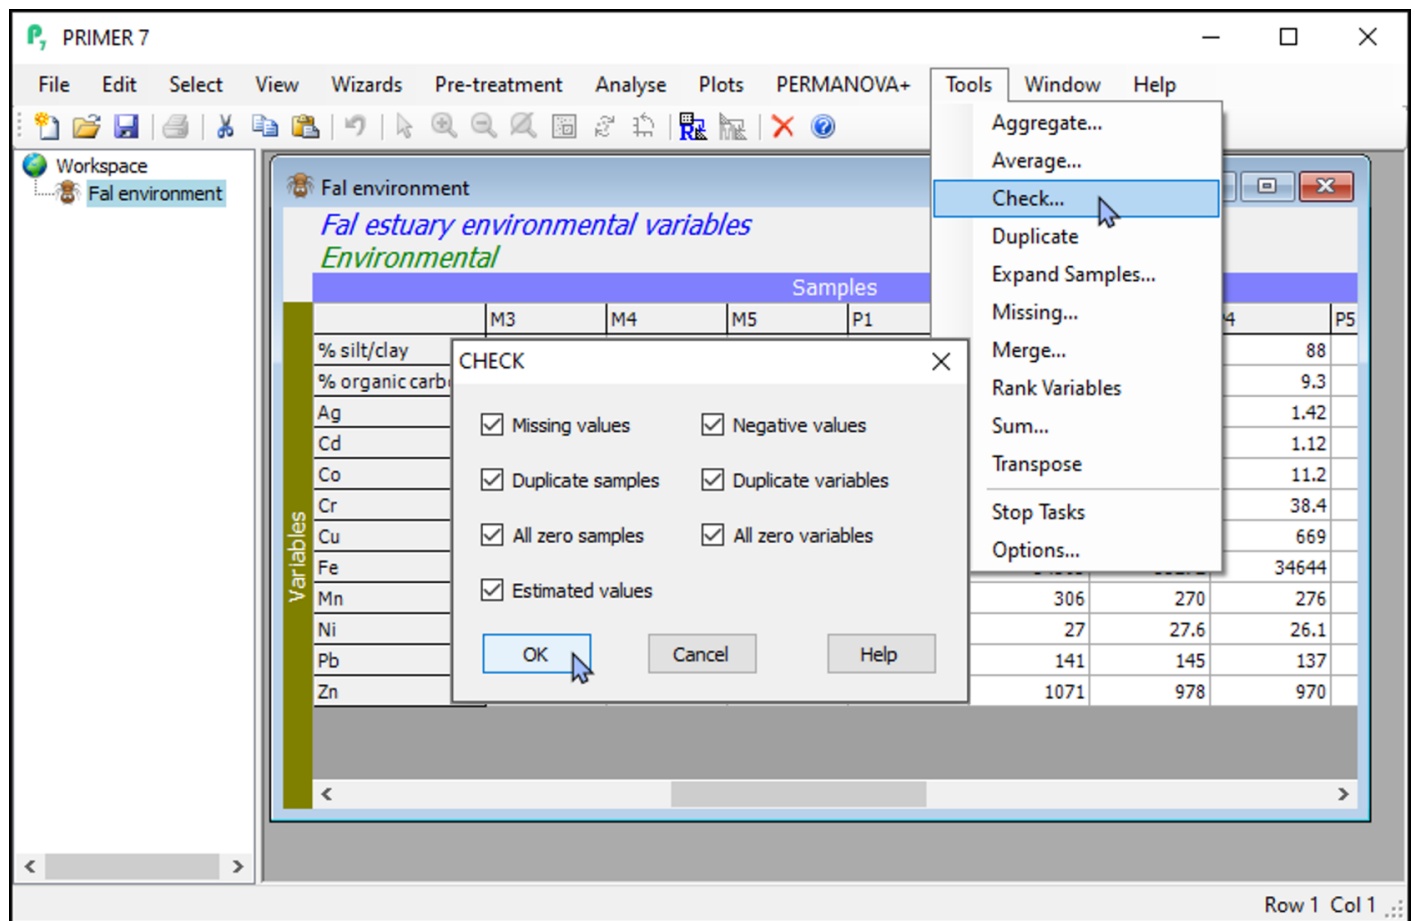 PRIMER 7
File Edit Select View Wizards Pre-treatment Analyse Plots PERMANOVA+ Tools Window Help
Workspace
Fal environment
Fal environment
Fal estuary environmental variables
Environmental
Samples
Variables
M3 M4 M5 P1 P5
% silt/clay 88
% organic 9.3
Ag 1.42
Cd 1.12
Co 11.2
Cr 38.4
Cu 669
Fe 34644
Mn 306 270 276
Ni 27 27.6 26.1
Pb 141 145 137
Zn 1071 978 970
Aggregate...
Average...
Check...
Duplicate
Expand Samples...
Missing...
Merge...
Rank Variables
Sum...
Transpose
Stop Tasks
Options...
CHECK
Missing values Negative values
Duplicate samples Duplicate variables
All zero samples All zero variables
Estimated values
OK Cancel Help
Row 1 Col 1